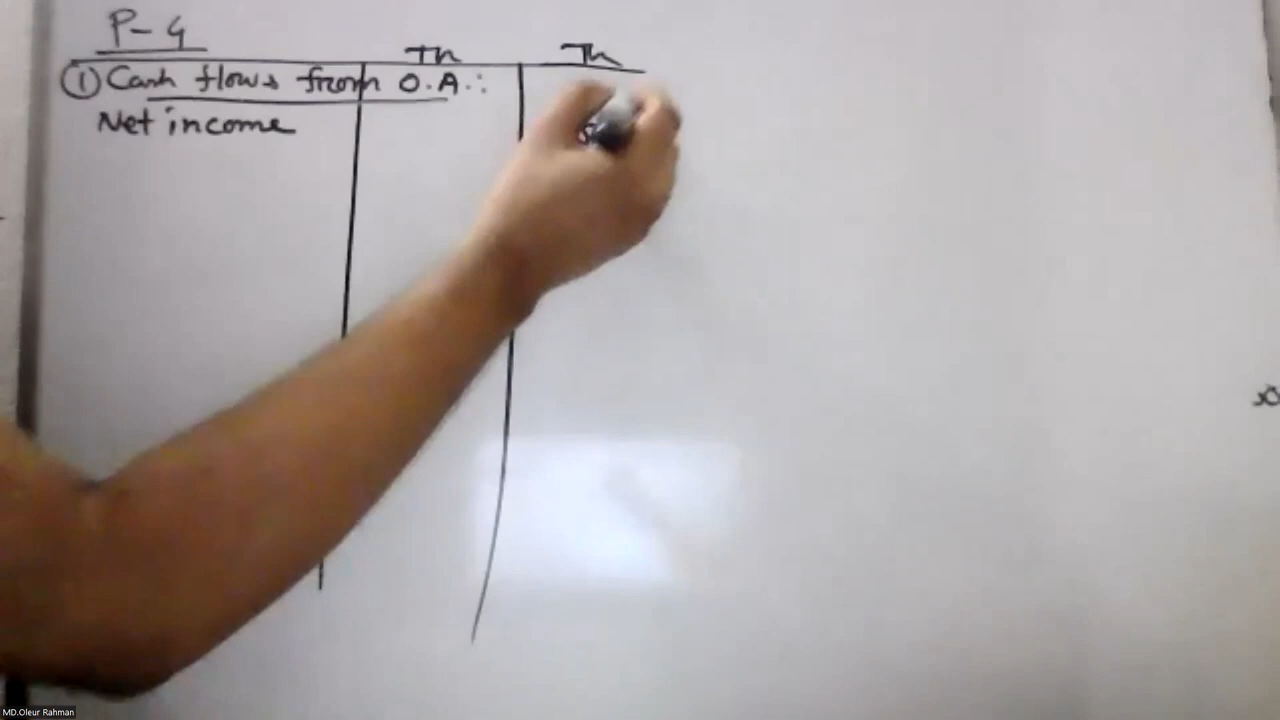 P-4
Tk Tk
① Cash flows from O.A.:
Net income
MD.Oleur Rahman